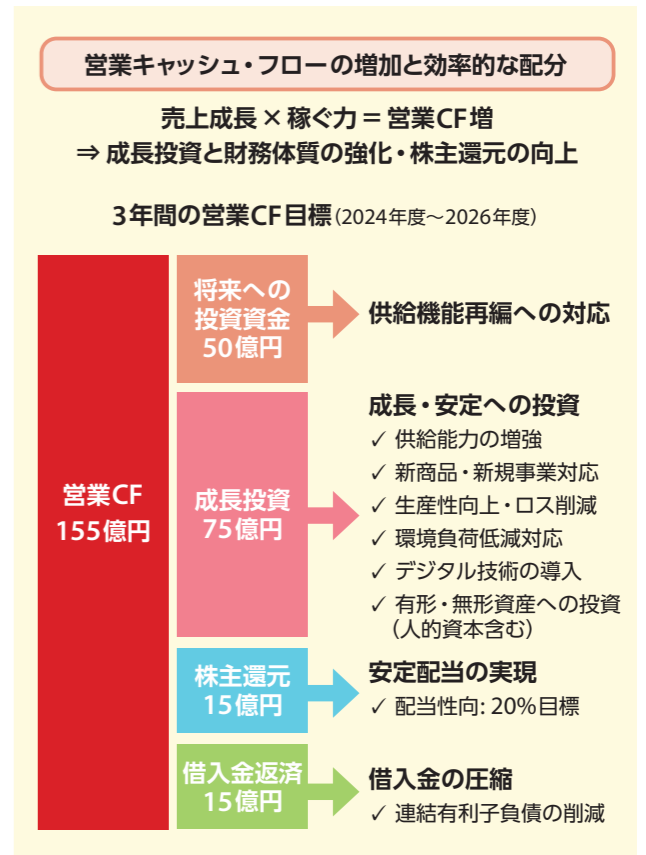 営業キャッシュ・フローの増加と効率的な配分
売上成長×稼ぐ力＝営業CF増
⇒成長投資と財務体質の強化・株主還元の向上
3年間の営業CF目標（2024年度～2026年度）
営業CF
155億円
将来への
投資資金
50億円
供給機能再編への対応
成長投資
75億円
成長・安定への投資
✓ 供給能力の増強
✓ 新商品・新規事業対応
✓ 生産性向上・ロス削減
✓ 環境負荷低減対応
✓ デジタル技術の導入
✓ 有形・無形資産への投資
（人的資本含む）
株主還元
15億円
安定配当の実現
✓ 配当性向: 20%目標
借入金返済
15億円
借入金の圧縮
✓ 連結有利子負債の削減